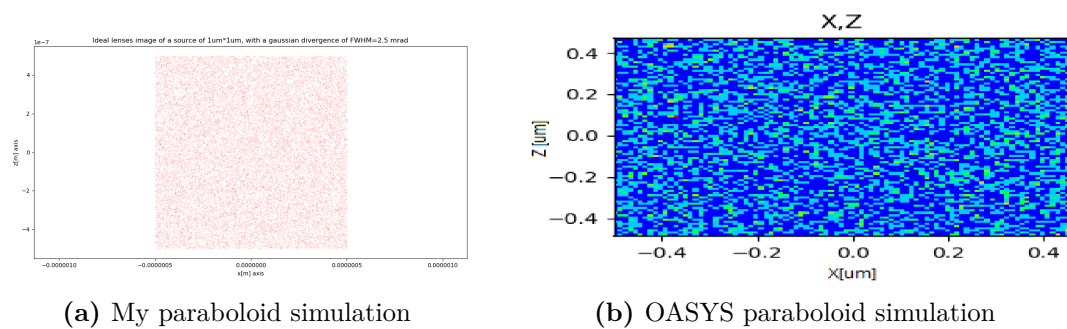 Ideal lenses image of a source of 1um*1um, with a gaussian divergence of FWHM=2.5 mrad
1e-7
4
2
0
−2
−4
z[m] axis
−0.0000010 −0.0000005 0.0000000 0.0000005 0.0000010
x[m] axis
(a) My paraboloid simulation
X,Z
0.4
0.2
0.0
−0.2
−0.4
Z [um]
−0.4 −0.2 0.0 0.2 0.4
X[um]
(b) OASYS paraboloid simulation